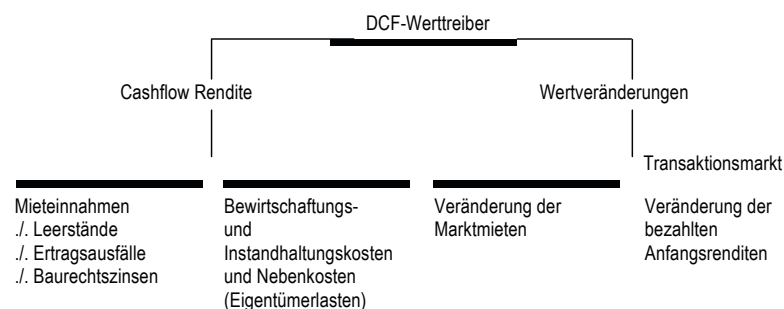 DCF-Werttreiber
Cashflow Rendite
Wertveränderungen
Transaktionsmarkt
Mieteinnahmen
./. Leerstände
./. Ertragsausfälle
./. Baurechtszinsen
Bewirtschaftungs-
und
Instandhaltungskosten
und Nebenkosten
(Eigentümerlasten)
Veränderung der
Marktmieten
Veränderung der
bezahlten
Anfangsrenditen